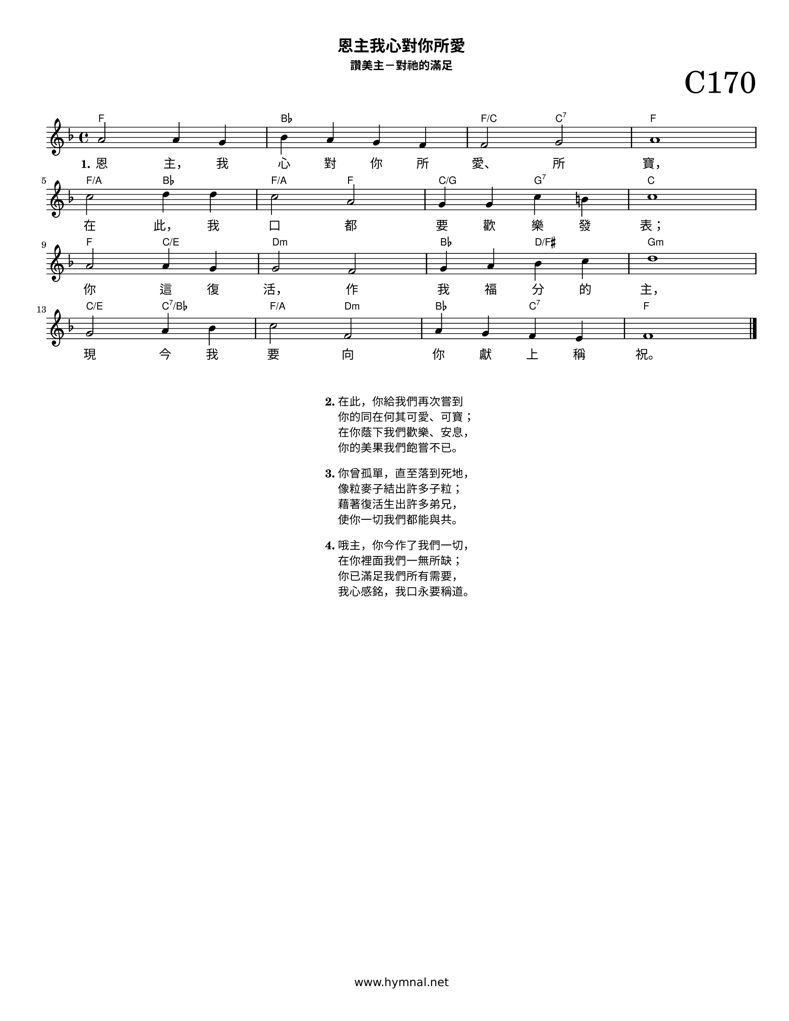 恩主我心對你所愛
讚美主－對祂的滿足
C170
F B♭ F/C C7 F
1. 恩 主， 我 心 對 你 所 愛、 所 寶，
5 F/A B♭ F/A F C/G G7 C
在 此， 我 口 都 要 歡 樂 發 表；
9 F C/E Dm B♭ D/F♯ Gm
你 這 復 活， 作 我 福 分 的 主，
13 C/E C7/B♭ F/A Dm B♭ C7 F
現 今 我 要 向 你 獻 上 稱 祝。
2. 在此，你給我們再次嘗到
你的同在何其可愛、可寶；
在你蔭下我們歡樂、安息，
你的美果我們飽嘗不已。
3. 你曾孤單，直至落到死地，
像粒麥子結出許多子粒；
藉著復活生出許多弟兄，
使你一切我們都能與共。
4. 哦主，你今作了我們一切，
在你裡面我們一無所缺；
你已滿足我們所有需要，
我心感銘，我口永要稱道。
www.hymnal.net